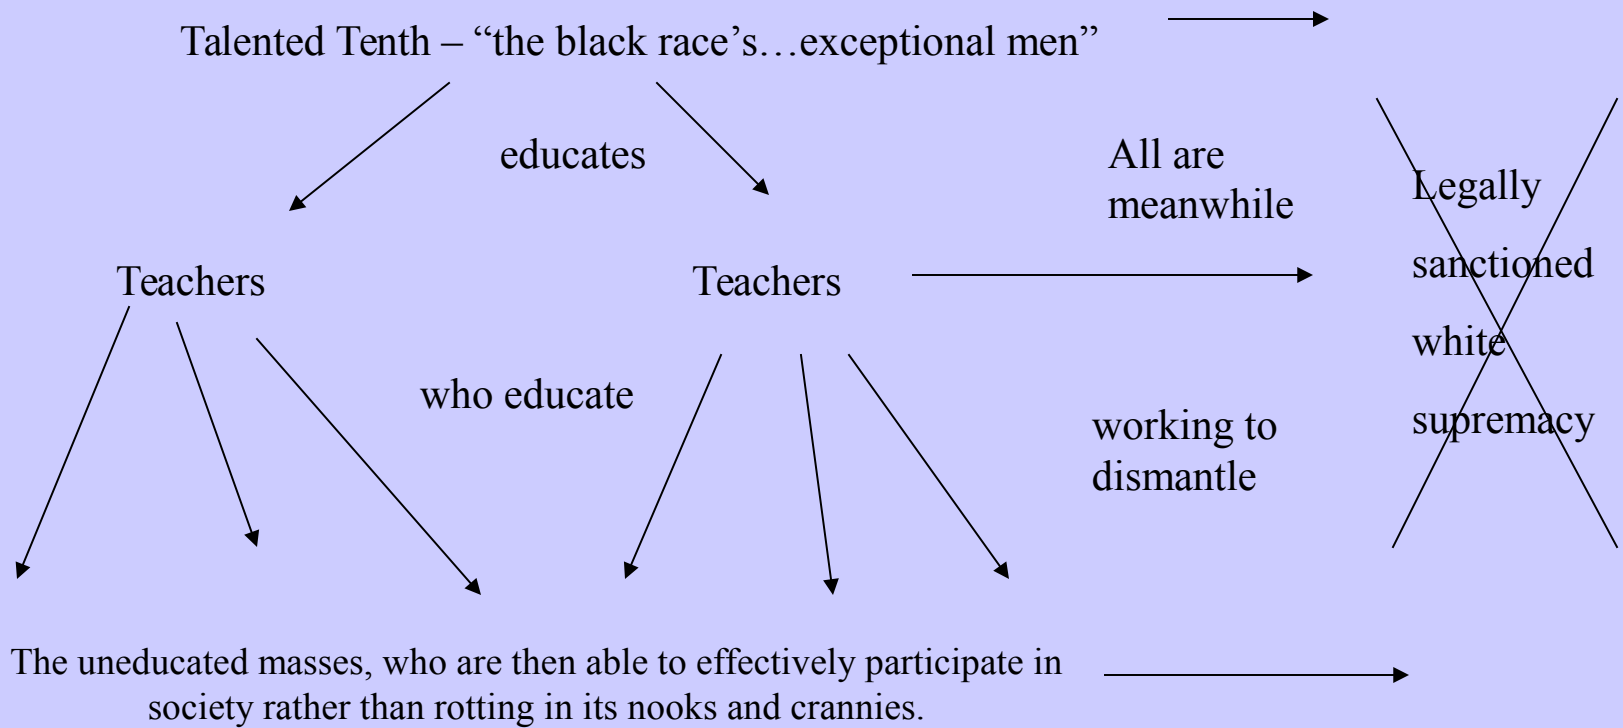 Talented Tenth – “the black race’s…exceptional men”
educates
All are
meanwhile
Legally
sanctioned
white
supremacy
Teachers
Teachers
who educate
working to
dismantle
The uneducated masses, who are then able to effectively participate in
society rather than rotting in its nooks and crannies.